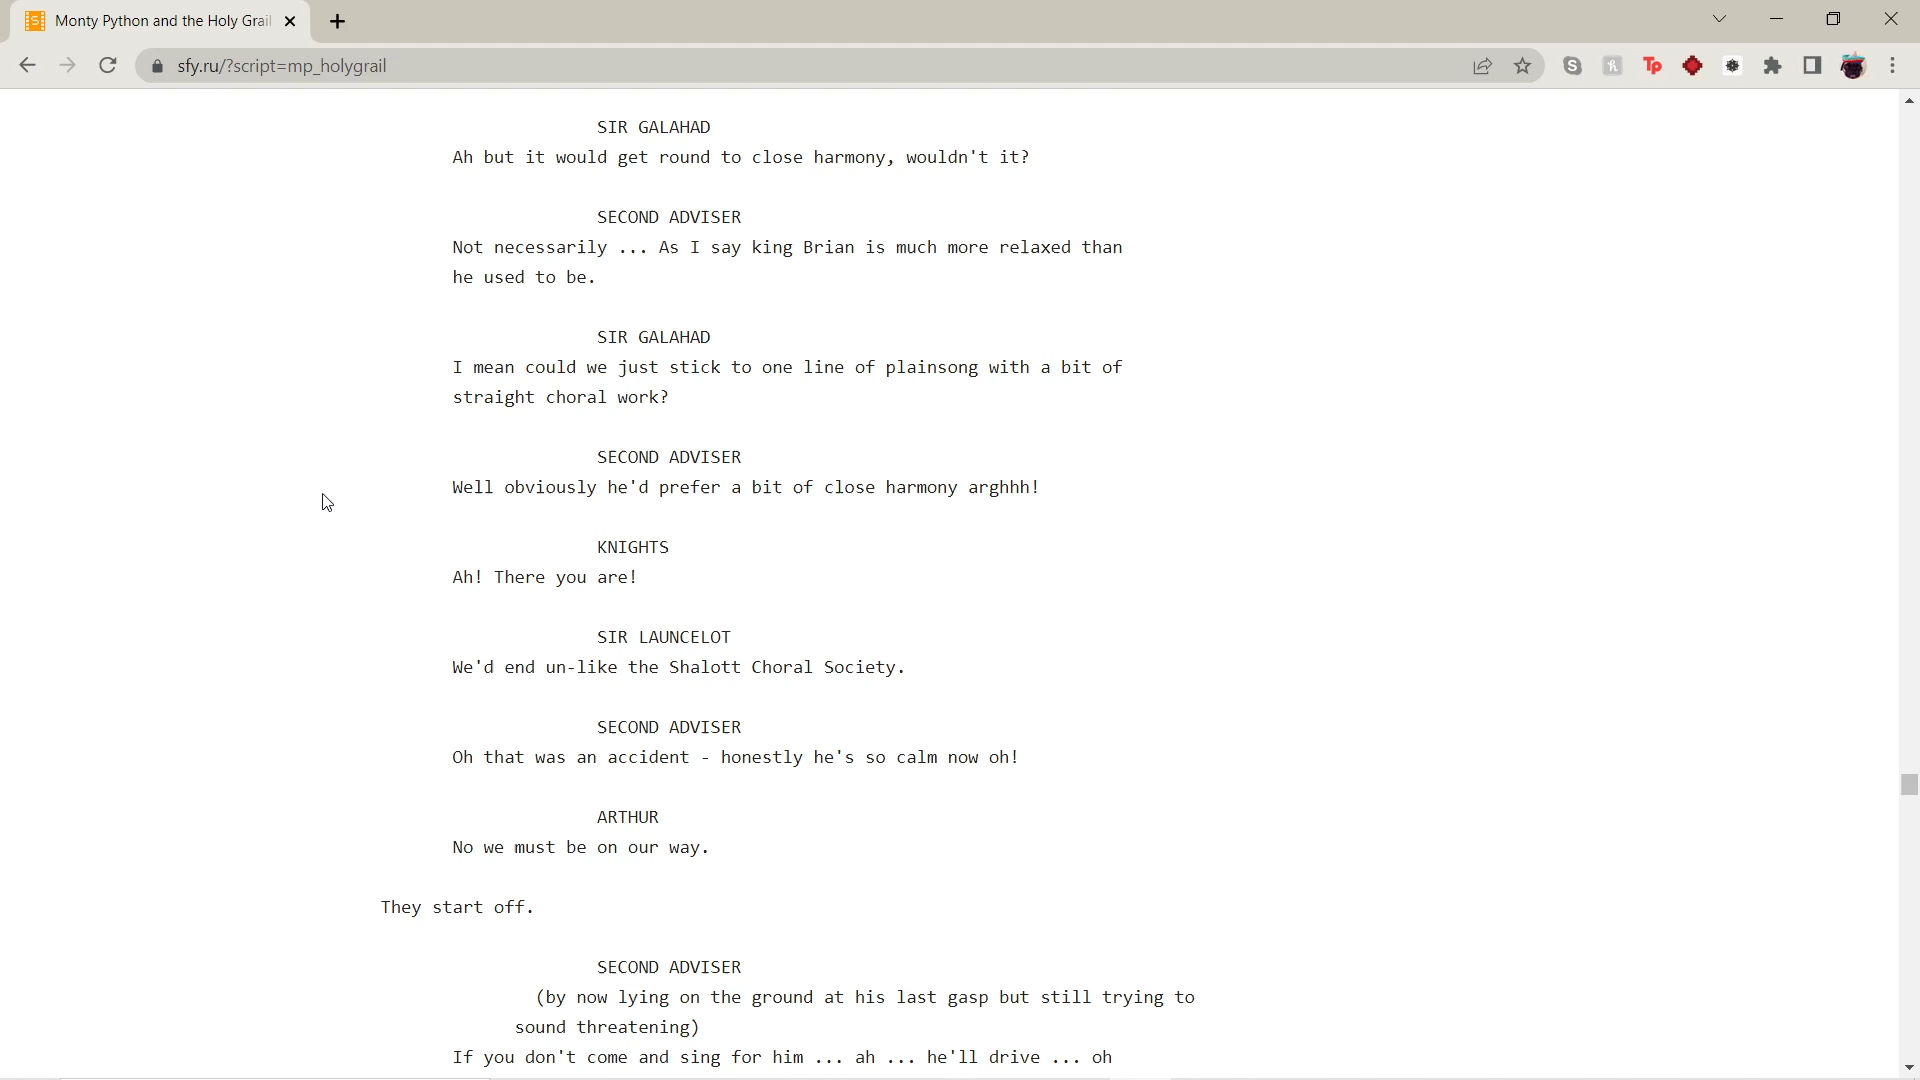 Monty Python and the Holy Grail
sfy.ru/?script=mp_holygrail
SIR GALAHAD
Ah but it would get round to close harmony, wouldn't it?
SECOND ADVISER
Not necessarily ... As I say king Brian is much more relaxed than
he used to be.
SIR GALAHAD
I mean could we just stick to one line of plainsong with a bit of
straight choral work?
SECOND ADVISER
Well obviously he'd prefer a bit of close harmony arghhh!
KNIGHTS
Ah! There you are!
SIR LAUNCELOT
We'd end un-like the Shalott Choral Society.
SECOND ADVISER
Oh that was an accident - honestly he's so calm now oh!
ARTHUR
No we must be on our way.
They start off.
SECOND ADVISER
(by now lying on the ground at his last gasp but still trying to
sound threatening)
If you don't come and sing for him ... ah ... he'll drive ... oh